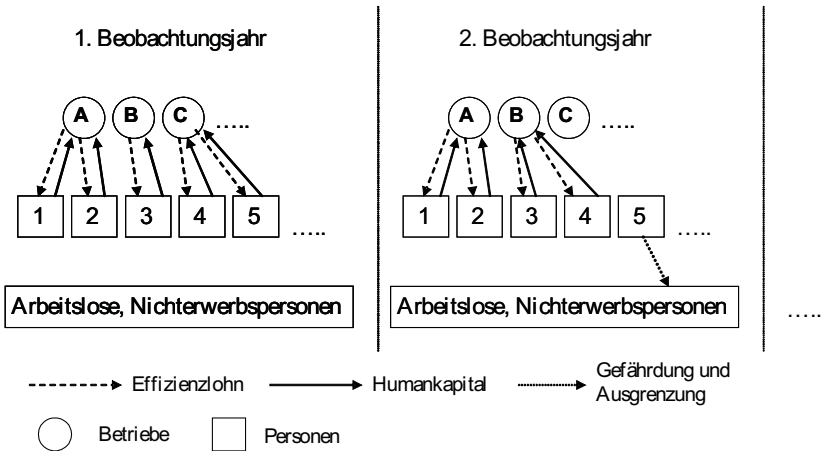 1. Beobachtungsjahr
2. Beobachtungsjahr
A B C .....
A B C .....
1 2 3 4 5 .....
1 2 3 4 5 .....
Arbeitslose, Nichterwerbspersonen
Arbeitslose, Nichterwerbspersonen
.....
Effizienzlohn
Humankapital
Gefährdung und
Ausgrenzung
Betriebe
Personen